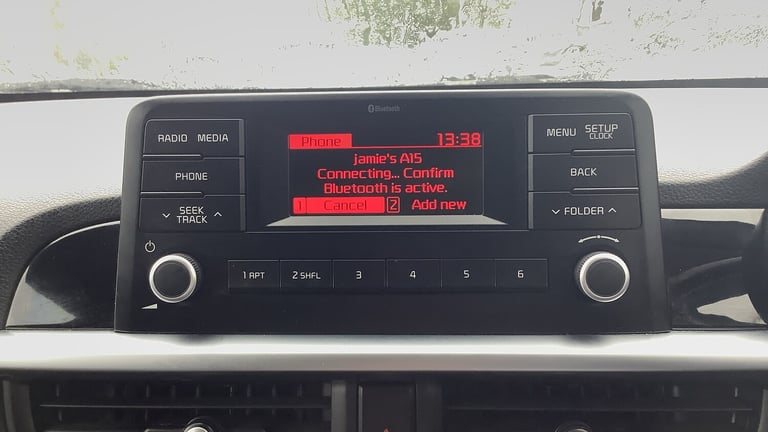 Bluetooth
RADIO MEDIA
PHONE
SEEK
TRACK
Phone 13:38
jamie's A15
Connecting... Confirm
Bluetooth is active.
1 Cancel 2 Add new
MENU SETUP
CLOCK
BACK
FOLDER
1 RPT 2 SHFL 3 4 5 6